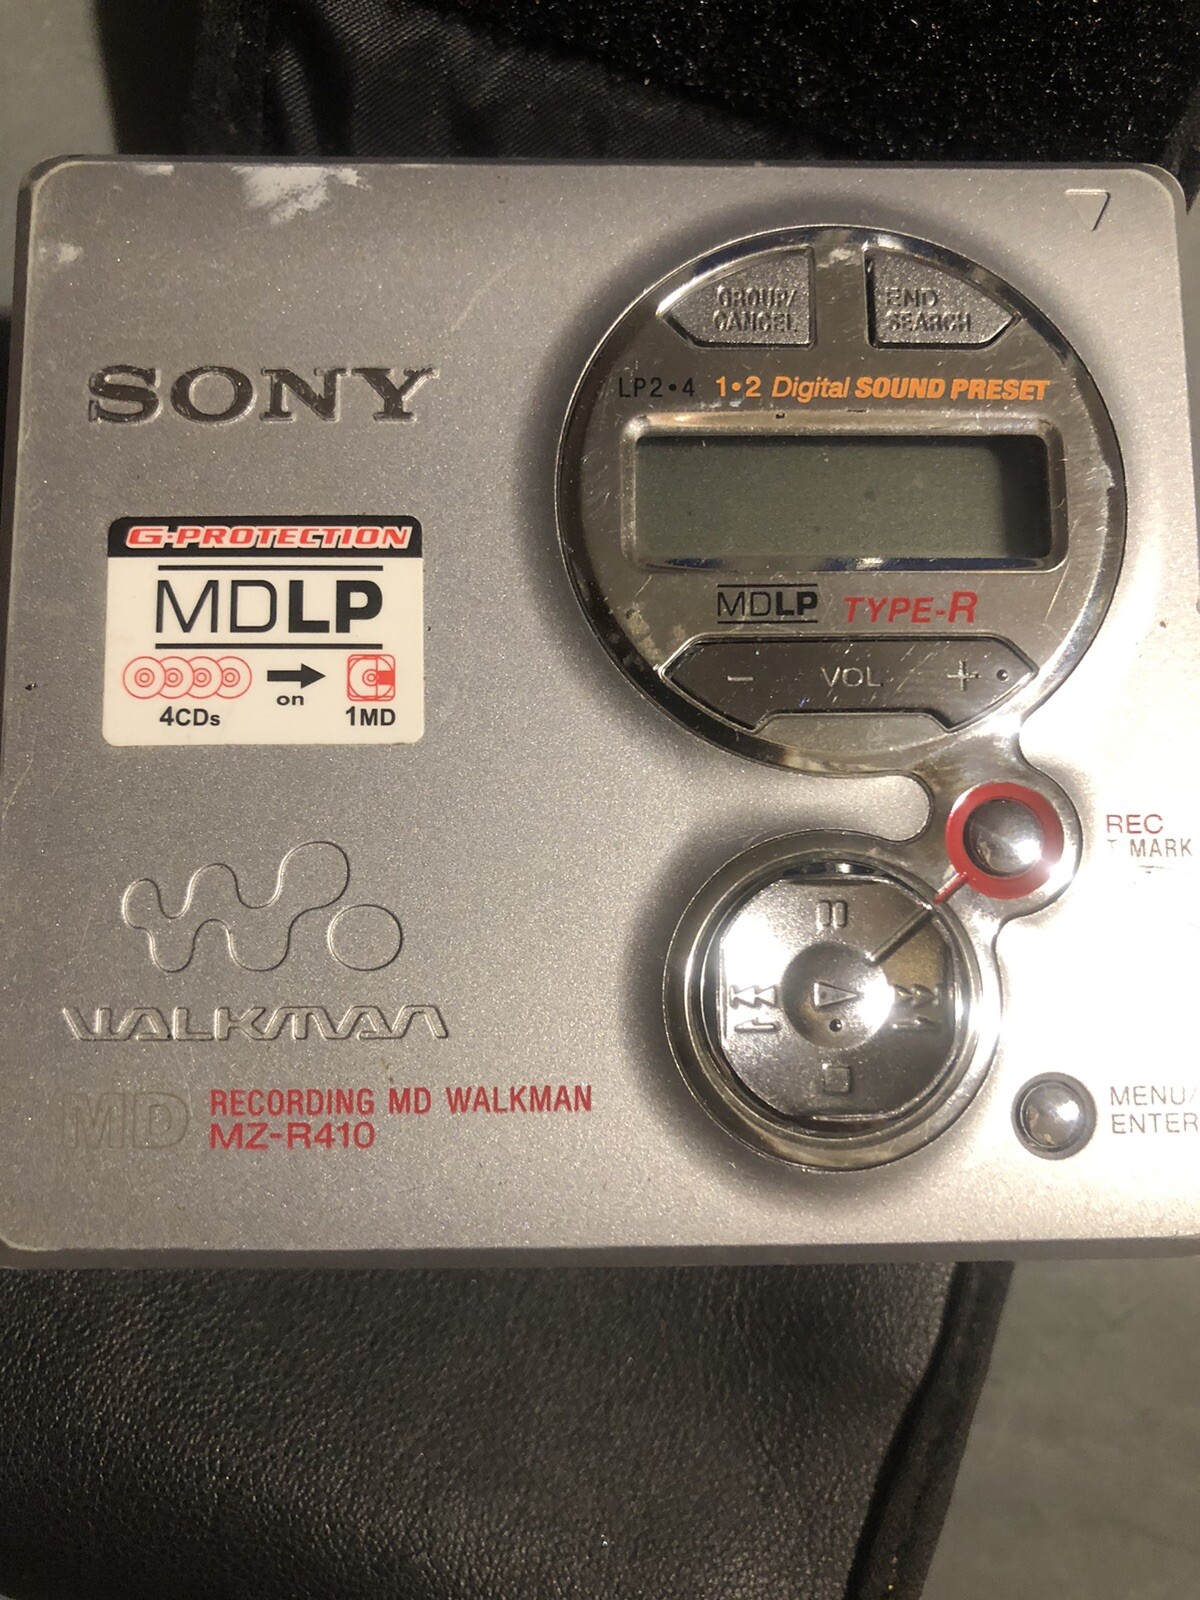 GROUP/
CANCEL
END
SEARCH
SONY
LP2•4 1•2 Digital SOUND PRESET
G-PROTECTION
MDLP
4CDs
on
1MD
MDLP TYPE-R
− VOL +
REC
T MARK
WALKMAN
MD
RECORDING MD WALKMAN
MZ-R410
MENU/
ENTER